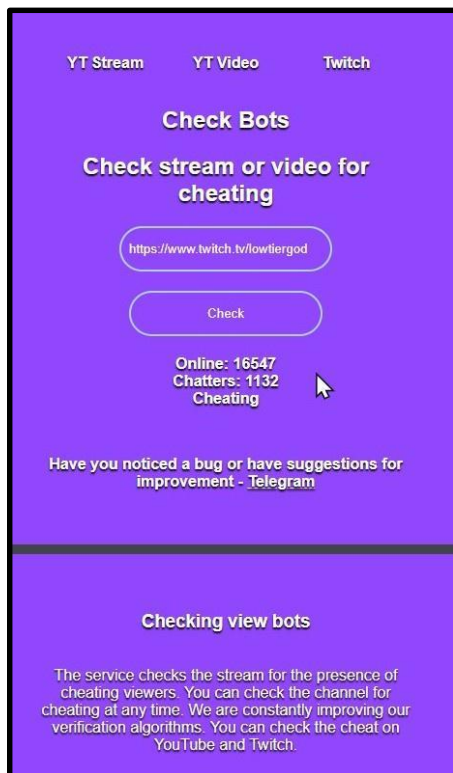 YT Stream YT Video Twitch
Check Bots
Check stream or video for
cheating
https://www.twitch.tv/lowtiergod
Check
Online: 16547
Chatters: 1132
Cheating
Have you noticed a bug or have suggestions for
improvement - Telegram
Checking view bots
The service checks the stream for the presence of
cheating viewers. You can check the channel for
cheating at any time. We are constantly improving our
verification algorithms. You can check the cheat on
YouTube and Twitch.